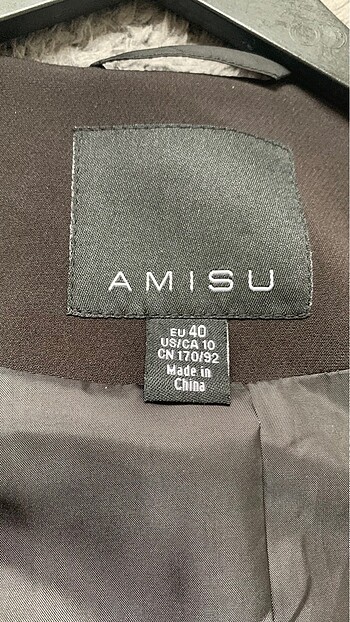 AMISU
EU 40
US/CA 10
CN 170/92
Made in
China